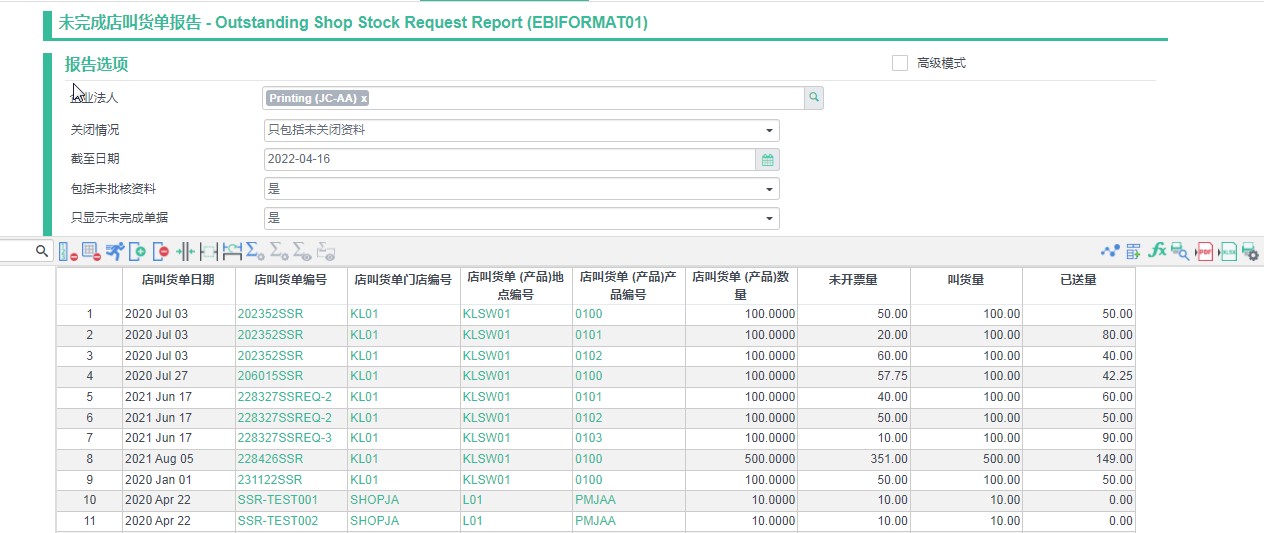 未完成店叫货单报告 - Outstanding Shop Stock Request Report (EBIFORMAT01)
报告选项
高级模式
企业法人 Printing (JC-AA) x
关闭情况 只包括未关闭资料
截至日期 2022-04-16
包括未批核资料 是
只显示未完成单据 是
店叫货单日期 店叫货单编号 店叫货单门店编号 店叫货单 (产品)地点编号 店叫货单 (产品)产品编号 店叫货单 (产品)数量 未开票量 叫货量 已送量
1 2020 Jul 03 202352SSR KL01 KLSW01 0100 100.0000 50.00 100.00 50.00
2 2020 Jul 03 202352SSR KL01 KLSW01 0101 100.0000 20.00 100.00 80.00
3 2020 Jul 03 202352SSR KL01 KLSW01 0102 100.0000 60.00 100.00 40.00
4 2020 Jul 27 206015SSR KL01 KLSW01 0100 100.0000 57.75 100.00 42.25
5 2021 Jun 17 228327SSREQ-2 KL01 KLSW01 0101 100.0000 40.00 100.00 60.00
6 2021 Jun 17 228327SSREQ-2 KL01 KLSW01 0102 100.0000 50.00 100.00 50.00
7 2021 Jun 17 228327SSREQ-3 KL01 KLSW01 0103 100.0000 10.00 100.00 90.00
8 2021 Aug 05 228426SSR KL01 KLSW01 0100 500.0000 351.00 500.00 149.00
9 2020 Jan 01 231122SSR KL01 KLSW01 0100 100.0000 50.00 100.00 50.00
10 2020 Apr 22 SSR-TEST001 SHOPJA L01 PMJAA 10.0000 10.00 10.00 0.00
11 2020 Apr 22 SSR-TEST002 SHOPJA L01 PMJAA 10.0000 10.00 10.00 0.00